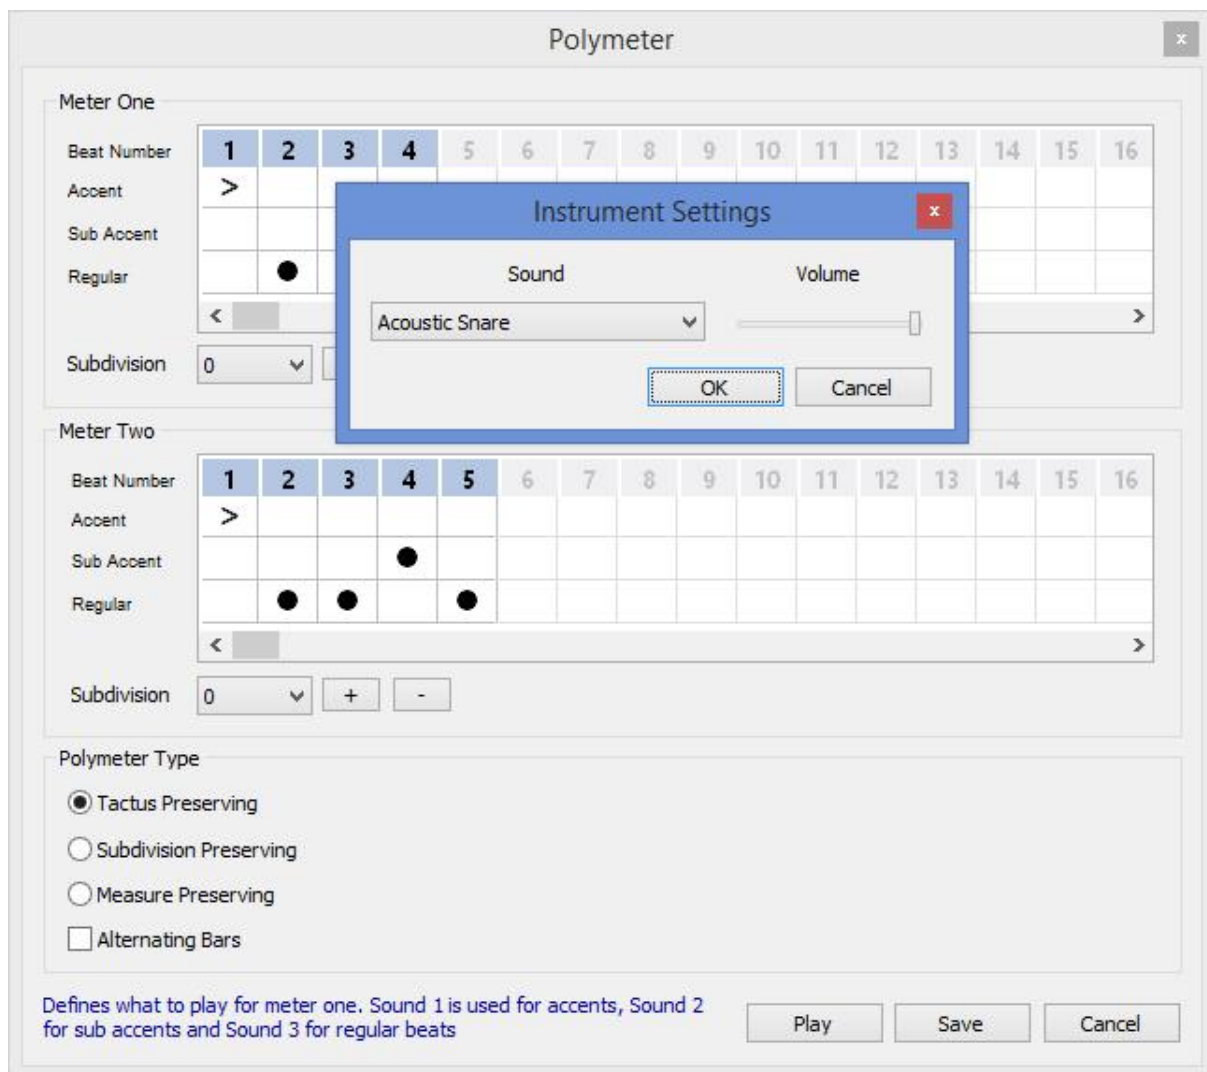 Polymeter
x
Meter One
Beat Number 1 2 3 4 5 6 7 8 9 10 11 12 13 14 15 16
Accent >
Instrument Settings
x
Sub Accent
Regular
Sound Volume
Acoustic Snare
Subdivision 0
OK Cancel
Meter Two
Beat Number 1 2 3 4 5 6 7 8 9 10 11 12 13 14 15 16
Accent >
Sub Accent
Regular
Subdivision 0 + -
Polymeter Type
Tactus Preserving
Subdivision Preserving
Measure Preserving
Alternating Bars
Defines what to play for meter one. Sound 1 is used for accents, Sound 2
for sub accents and Sound 3 for regular beats
Play Save Cancel